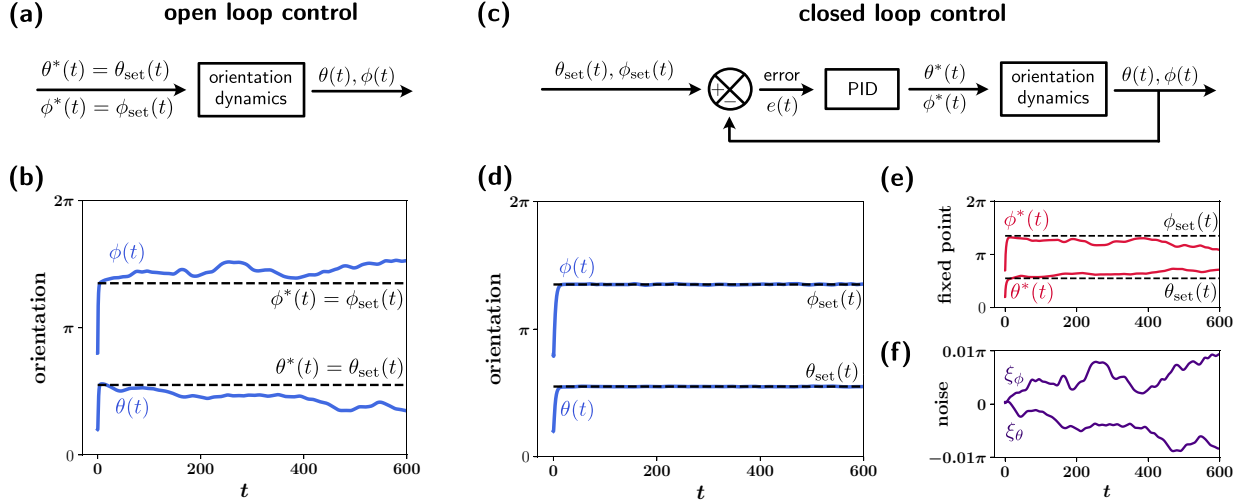 (a)
open loop control
θ*(t) = θset(t)
ϕ*(t) = ϕset(t)
orientation
dynamics
θ(t), ϕ(t)
(c)
closed loop control
θset(t), ϕset(t)
+
−
error
e(t)
PID
θ*(t)
ϕ*(t)
orientation
dynamics
θ(t), ϕ(t)
(b)
orientation
2π
π
0
ϕ(t)
ϕ*(t) = ϕset(t)
θ*(t) = θset(t)
θ(t)
0
200
400
600
t
(d)
orientation
2π
π
0
ϕ(t)
ϕset(t)
θset(t)
θ(t)
0
200
400
600
t
(e)
fixed point
2π
π
0
ϕ*(t)
ϕset(t)
θ*(t)
θset(t)
0
200
400
600
(f)
noise
0.01π
0
−0.01π
ξϕ
ξθ
0
200
400
600
t